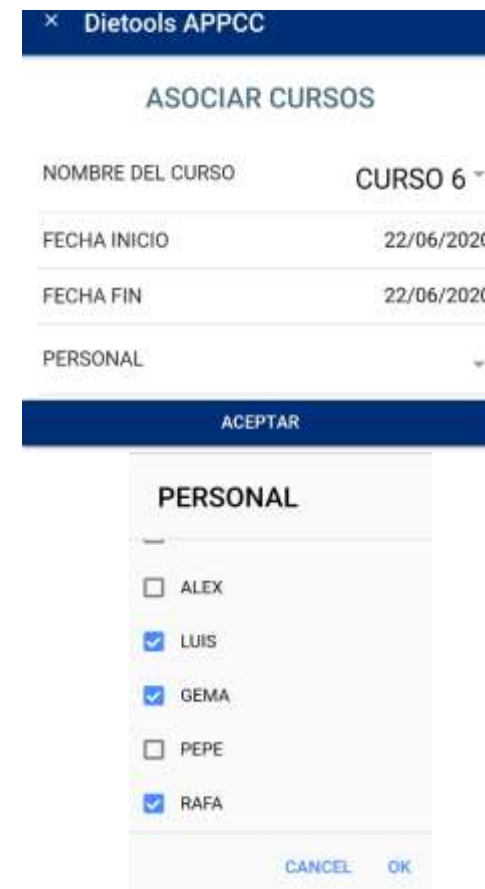 × Dietools APPCC
ASOCIAR CURSOS
NOMBRE DEL CURSO CURSO 6
FECHA INICIO 22/06/2020
FECHA FIN 22/06/2020
PERSONAL
ACEPTAR
PERSONAL
ALEX
LUIS
GEMA
PEPE
RAFA
CANCEL OK